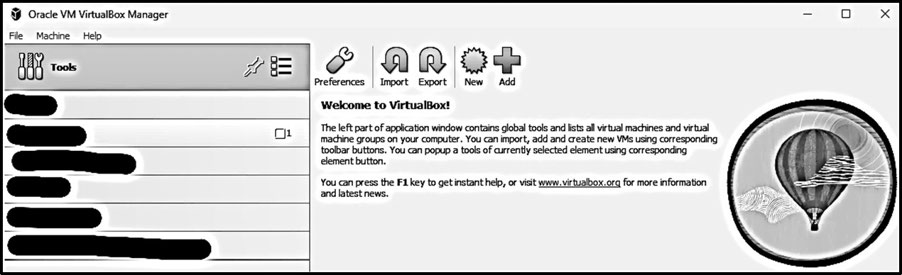 Oracle VM VirtualBox Manager
File Machine Help
Tools
Preferences Import Export New Add
1
Welcome to VirtualBox!
The left part of application window contains global tools and lists all virtual machines and virtual
machine groups on your computer. You can import, add and create new VMs using corresponding
toolbar buttons. You can popup a tools of currently selected element using corresponding
element button.
You can press the F1 key to get instant help, or visit www.virtualbox.org for more information
and latest news.